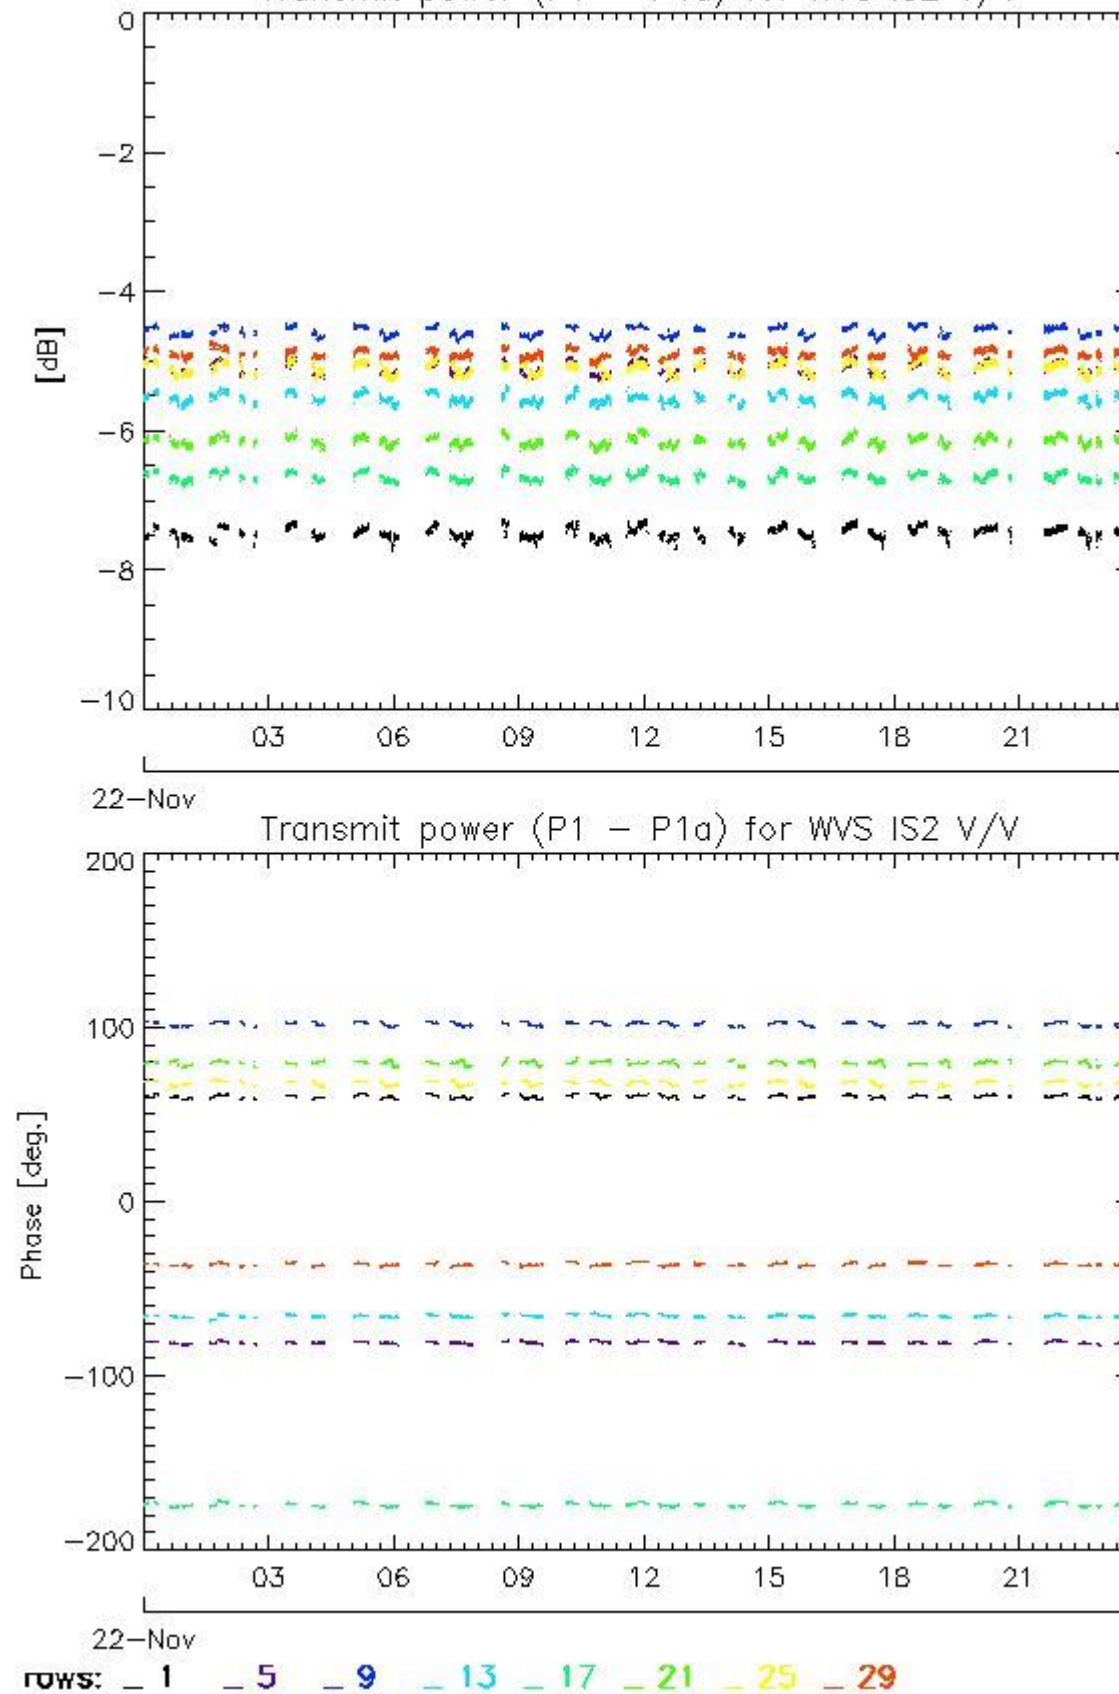 0
−2
−4
[dB]
−6
−8
−10
03 06 09 12 15 18 21
22−Nov
Transmit power (P1 − P1a) for WVS IS2 V/V
200
100
Phase [deg.]
0
−100
−200
03 06 09 12 15 18 21
22−Nov
rows: _ 1 _ 5 _ 9 _ 13 _ 17 _ 21 _ 25 _ 29